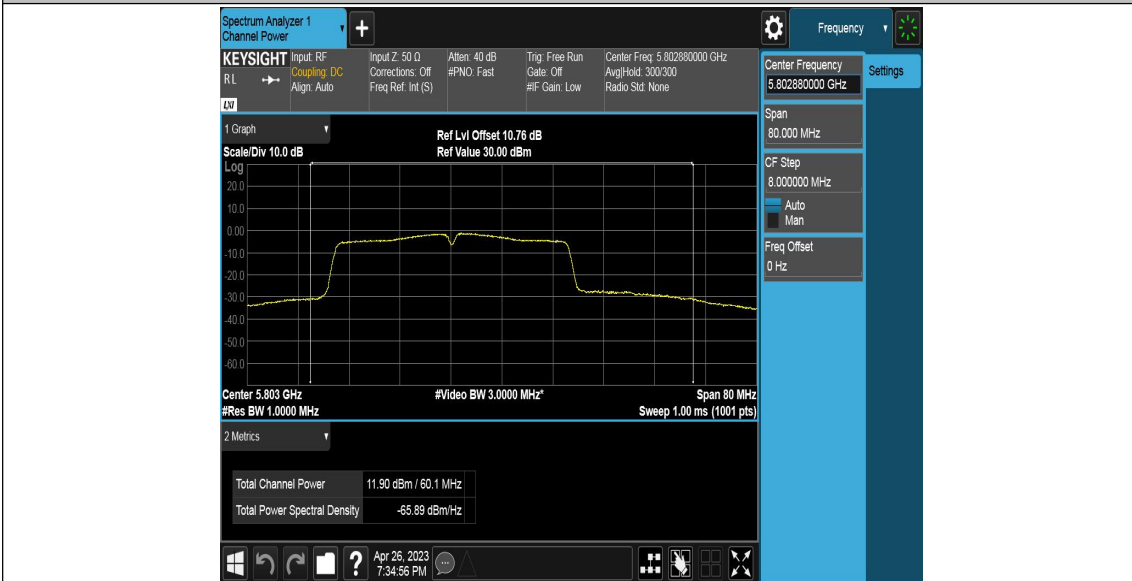 Spectrum Analyzer 1
Channel Power
+
Frequency
KEYSIGHT
R L
LXI
Input: RF
Coupling: DC
Align: Auto
Input Z: 50 Ω
Corrections: Off
Freq Ref: Int (S)
Atten: 40 dB
#PNO: Fast
Trig: Free Run
Gate: Off
#IF Gain: Low
Center Freq: 5.802880000 GHz
Avg|Hold: 300/300
Radio Std: None
Center Frequency
5.802880000 GHz
Settings
Span
80.000 MHz
CF Step
8.000000 MHz
Auto
Man
Freq Offset
0 Hz
1 Graph
Ref Lvl Offset 10.76 dB
Scale/Div 10.0 dB
Ref Value 30.00 dBm
Log
20.0
10.0
0.00
-10.0
-20.0
-30.0
-40.0
-50.0
-60.0
Center 5.803 GHz
#Video BW 3.0000 MHz*
Span 80 MHz
#Res BW 1.0000 MHz
Sweep 1.00 ms (1001 pts)
2 Metrics
Total Channel Power 11.90 dBm / 60.1 MHz
Total Power Spectral Density -65.89 dBm/Hz
?
Apr 26, 2023
7:34:56 PM